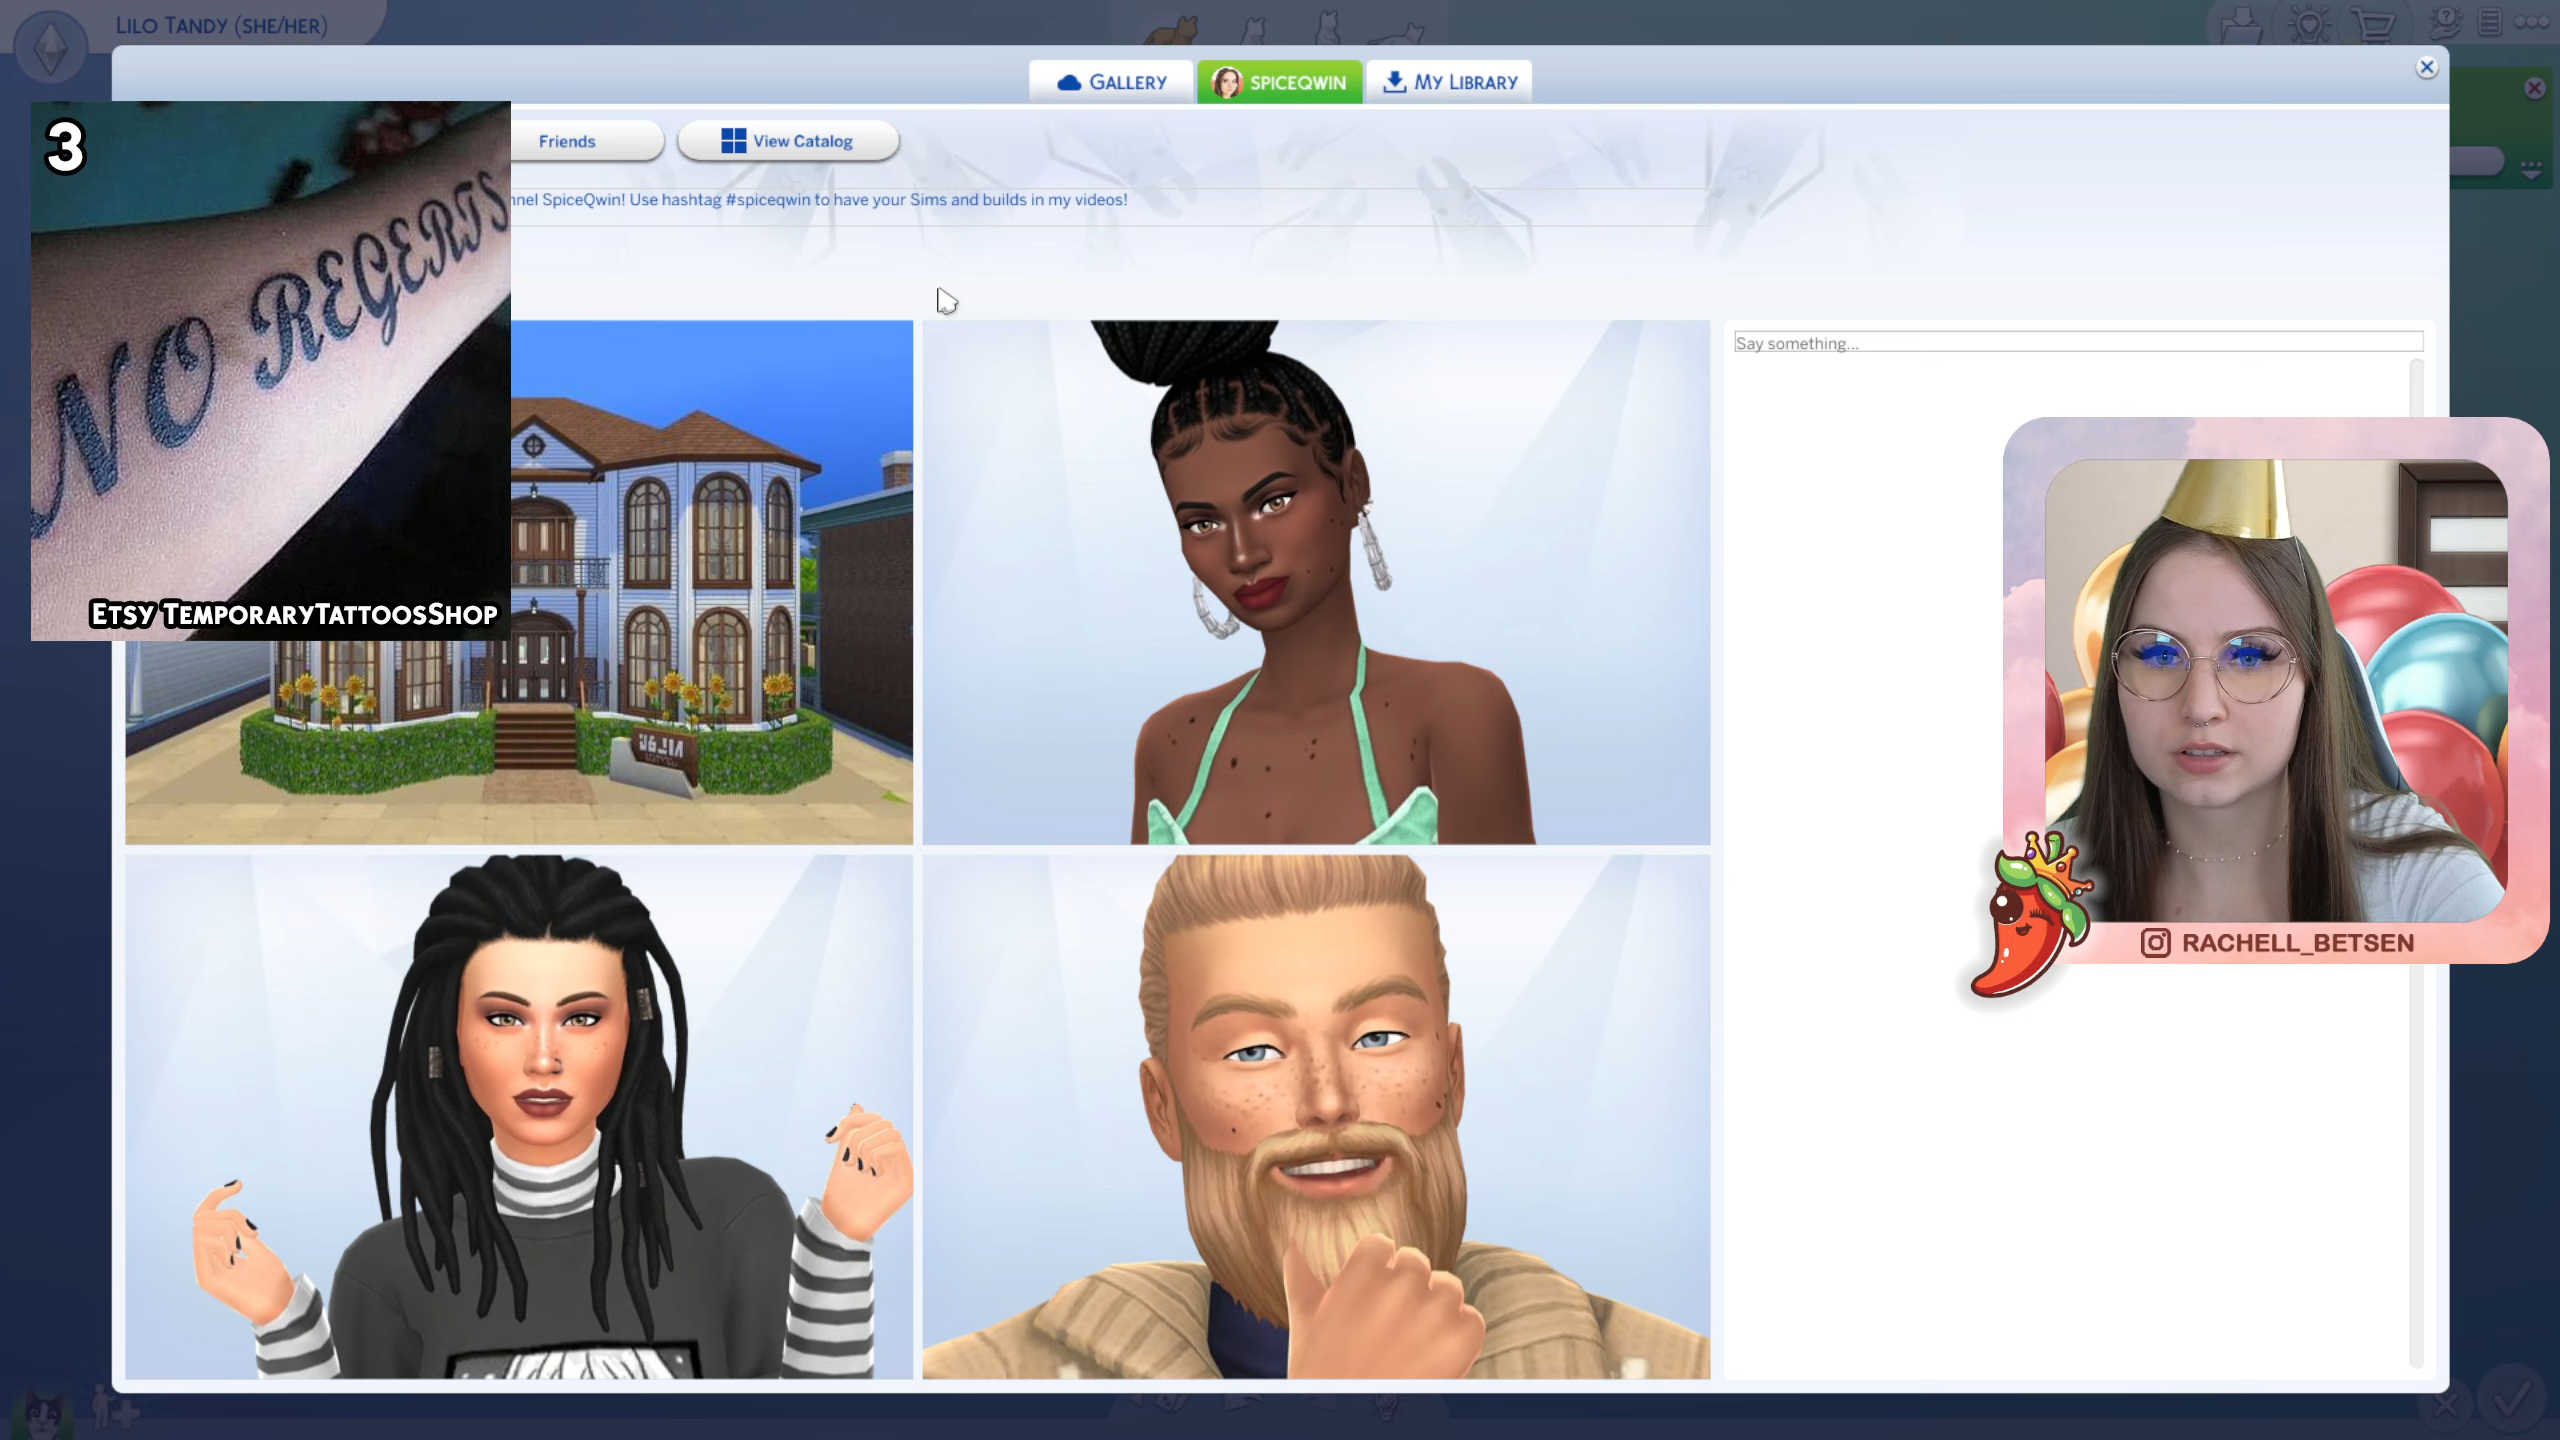 LILO TANDY (SHE/HER)
GALLERY
SPICEQWIN
MY LIBRARY
Friends
View Catalog
nnel SpiceQwin! Use hashtag #spiceqwin to have your Sims and builds in my videos!
3
NO REGERTS
ETSY TEMPORARYTATTOOSSHOP
Say something...
RACHELL_BETSEN